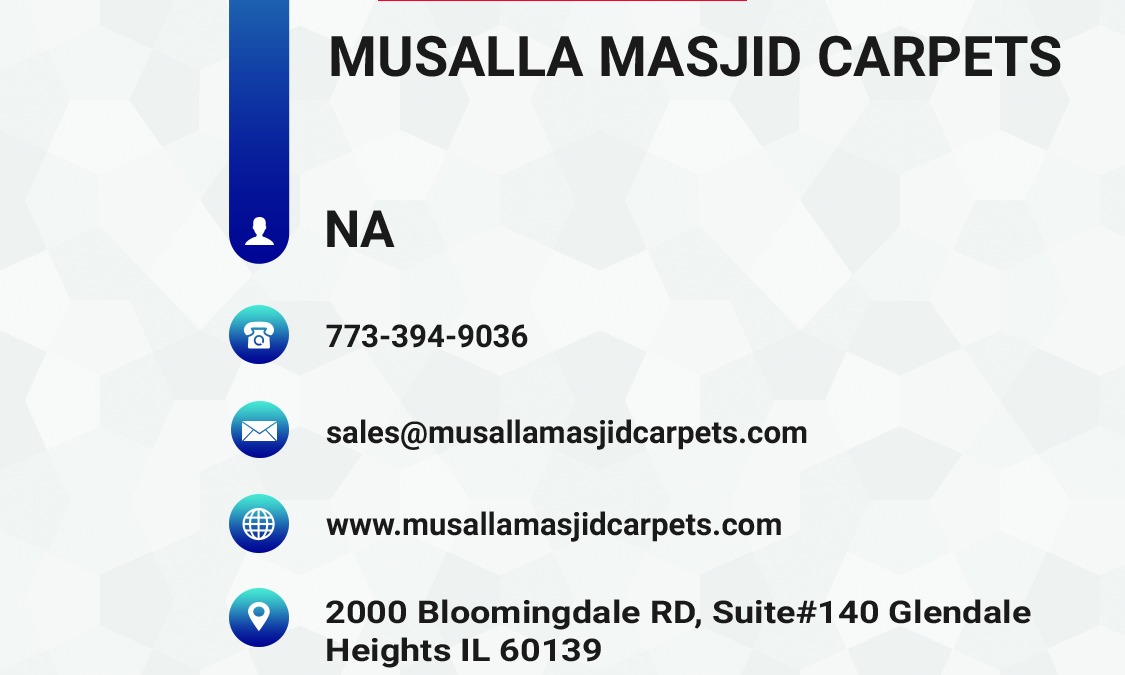 MUSALLA MASJID CARPETS
NA
773-394-9036
sales@musallamasjidcarpets.com
www.musallamasjidcarpets.com
2000 Bloomingdale RD, Suite#140 Glendale
Heights IL 60139